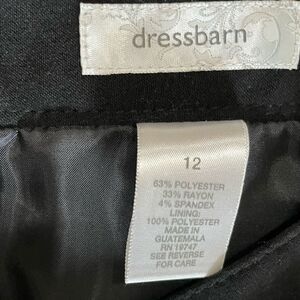 dressbarn
12
63% POLYESTER
33% RAYON
4% SPANDEX
LINING:
100% POLYESTER
MADE IN
GUATEMALA
RN 19747
SEE REVERSE
FOR CARE